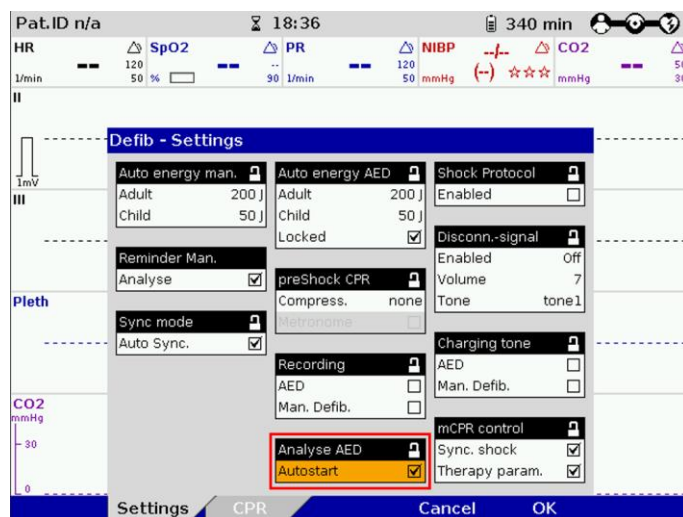 Pat.ID n/a 18:36 340 min
HR 120 50 -- 1/min
SpO2 -- 90 -- %
PR 120 50 -- 1/min
NIBP --/-- (--) mmHg
CO2 -- mmHg
II
1mV
III
Pleth
CO2
mmHg
30
0
Defib - Settings
Auto energy man.
Adult 200 J
Child 50 J
Reminder Man.
Analyse
Sync mode
Auto Sync.
Auto energy AED
Adult 200 J
Child 50 J
Locked
preShock CPR
Compress. none
Metronome
Recording
AED
Man. Defib.
Analyse AED
Autostart
Shock Protocol
Enabled
Disconn.-signal
Enabled Off
Volume 7
Tone tone1
Charging tone
AED
Man. Defib.
mCPR control
Sync. shock
Therapy param.
Settings CPR Cancel OK